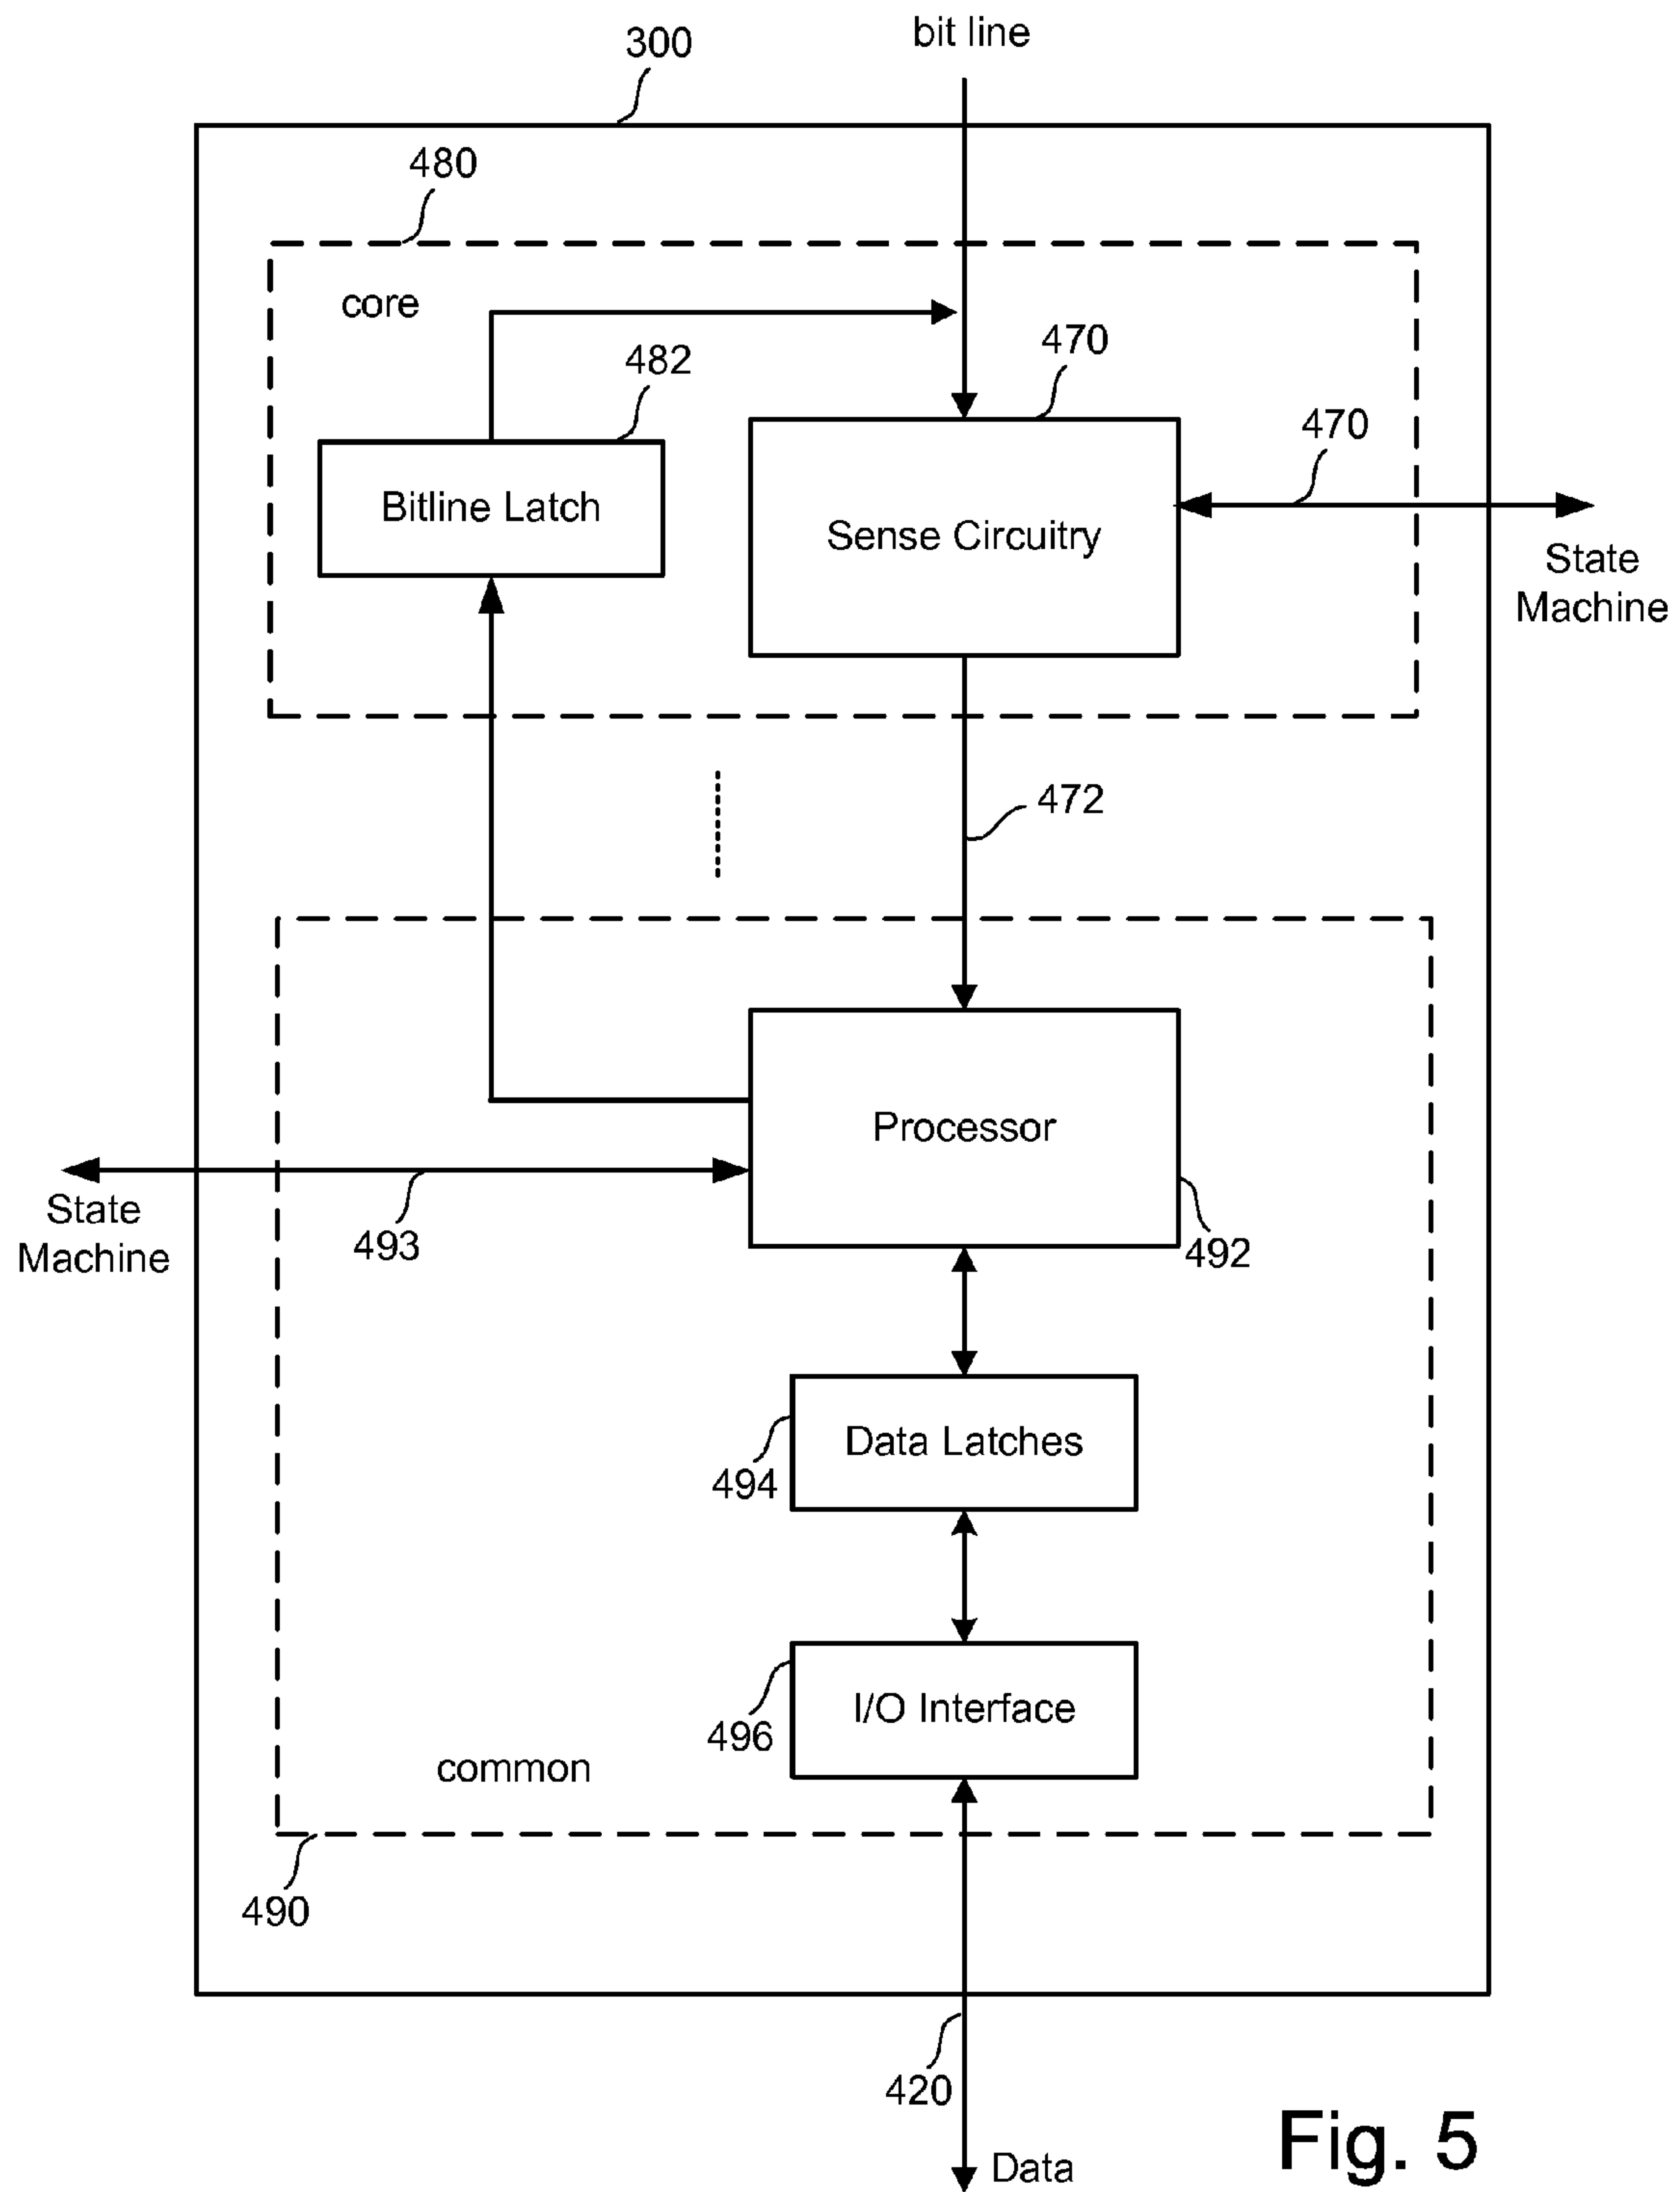 bit line
300
480
core
482
470
470
Bitline Latch
Sense Circuitry
State
Machine
472
Processor
State
Machine
493
492
Data Latches
494
I/O Interface
496
common
490
420
Data
Fig. 5